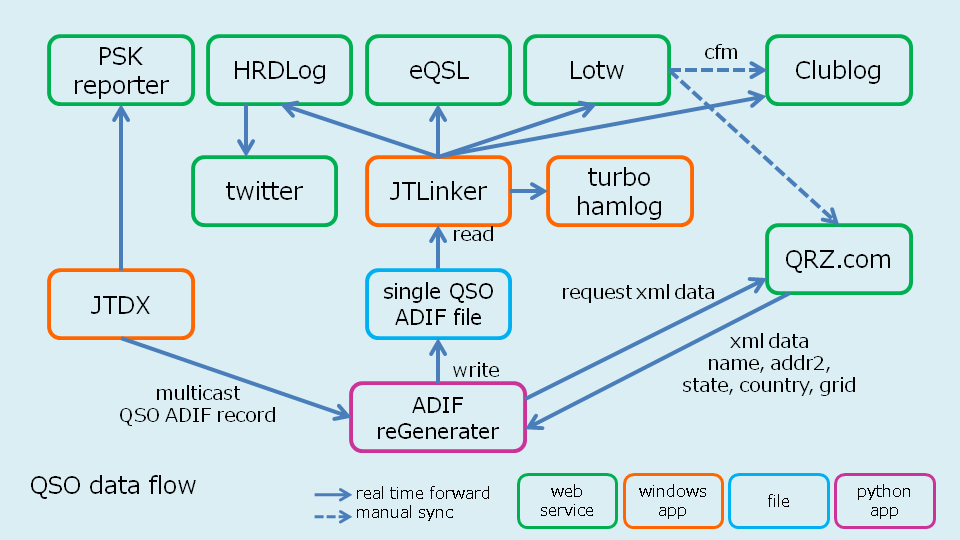 PSK
reporter
HRDLog
eQSL
Lotw
cfm
Clublog
twitter
JTLinker
turbo
hamlog
read
QRZ.com
JTDX
single QSO
ADIF file
request xml data
xml data
name, addr2,
state, country, grid
write
multicast
QSO ADIF record
ADIF
reGenerater
QSO data flow
real time forward
manual sync
web
service
windows
app
file
python
app